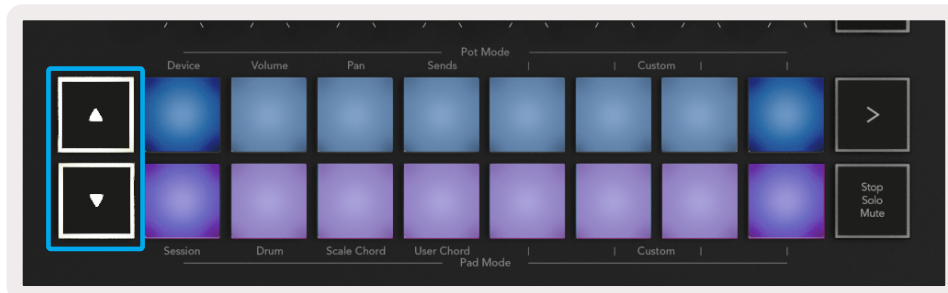 Pot Mode
Device Volume Pan Sends Custom
▲ >
▼ Stop
Solo
Mute
Session Drum Scale Chord User Chord Custom
Pad Mode